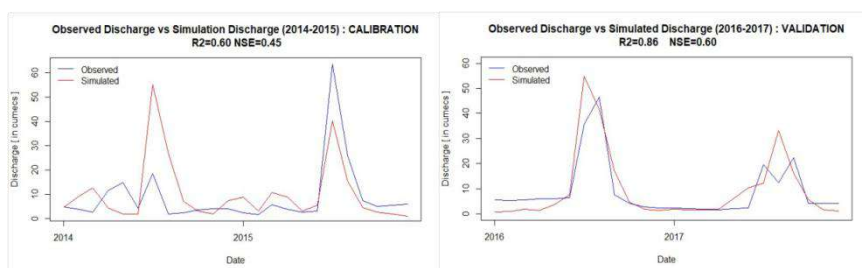 Observed Discharge vs Simulation Discharge (2014-2015) : CALIBRATION
R2=0.60 NSE=0.45
Observed
Simulated
Discharge [ in cumecs ]
60
50
40
30
20
10
0
2014
2015
Date
Observed Discharge vs Simulated Discharge (2016-2017) : VALIDATION
R2=0.86 NSE=0.60
Observed
Simulated
Discharge [ in cumecs ]
60
50
40
30
20
10
0
2016
2017
Date